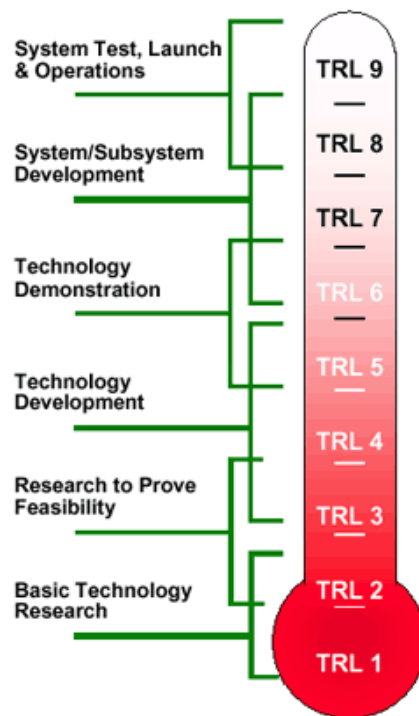 System Test, Launch
& Operations
System/Subsystem
Development
Technology
Demonstration
Technology
Development
Research to Prove
Feasibility
Basic Technology
Research
TRL 9
TRL 8
TRL 7
TRL 6
TRL 5
TRL 4
TRL 3
TRL 2
TRL 1